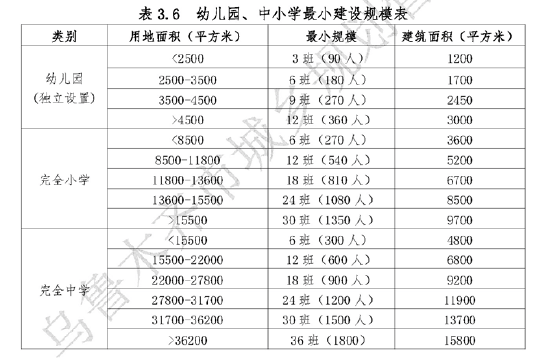 表 3.6 幼儿园、中小学最小建设规模表
类别 用地面积（平方米） 最小规模 建筑面积（平方米）
幼儿园（独立设置） <2500 3 班（90 人） 1200
2500-3500 6 班（180 人） 1700
3500-4500 9 班（270 人） 2450
>4500 12 班（360 人） 3000
完全小学 <8500 6 班（270 人） 3600
8500-11800 12 班（540 人） 5200
11800-13600 18 班（810 人） 6700
13600-15500 24 班（1080 人） 8500
>15500 30 班（1350 人） 9700
完全中学 <15500 6 班（300 人） 4800
15500-22000 12 班（600 人） 6800
22000-27800 18 班（900 人） 9200
27800-31700 24 班（1200 人） 11900
31700-36200 30 班（1500 人） 13700
>36200 36 班（1800） 15800
乌鲁木齐市城乡规划管